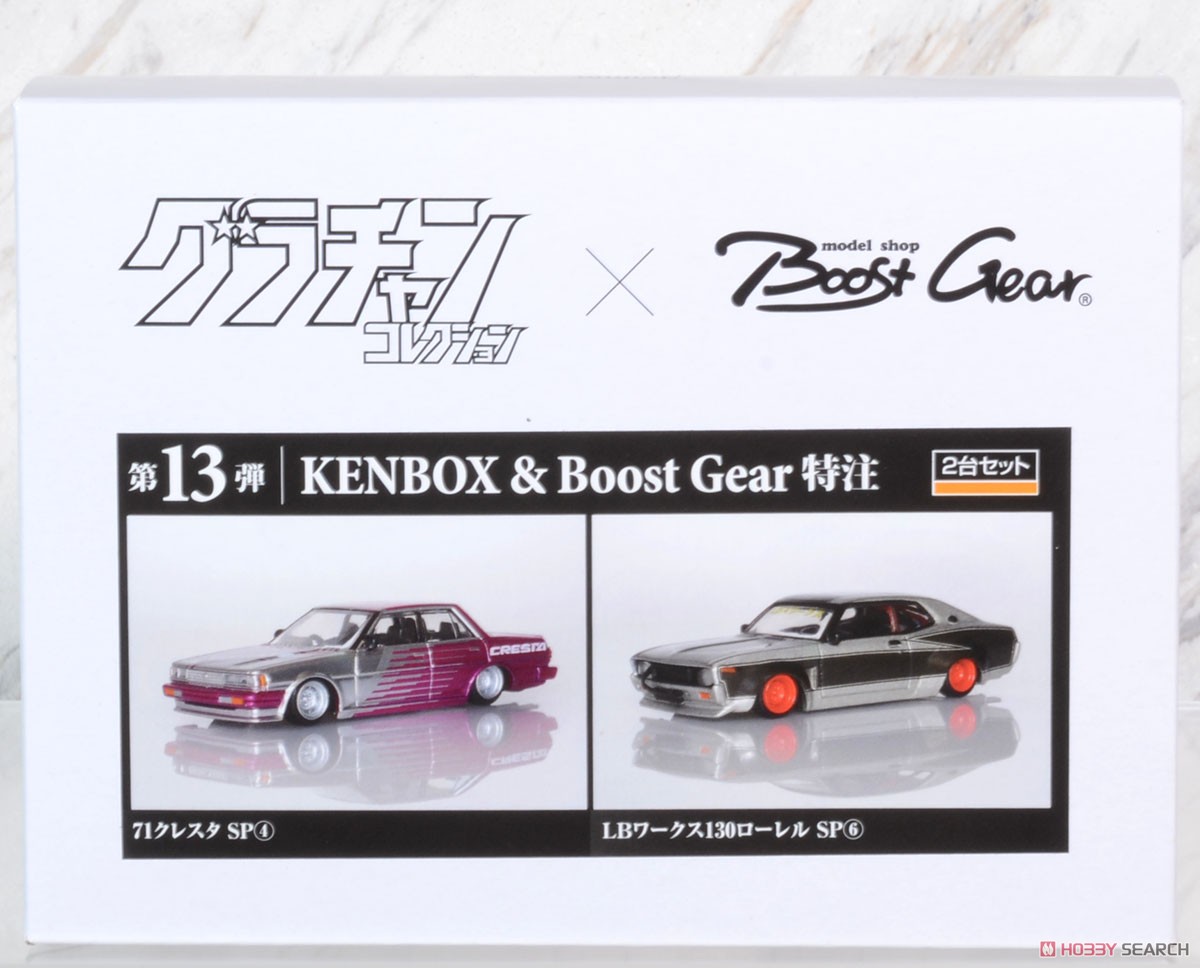 グラチャン
コレクション
×
model shop
Boost Gear®
第13弾 KENBOX & Boost Gear 特注 2台セット
CRESTA
71クレスタ SP④
LBワークス130ローレル SP⑥
HOBBY SEARCH